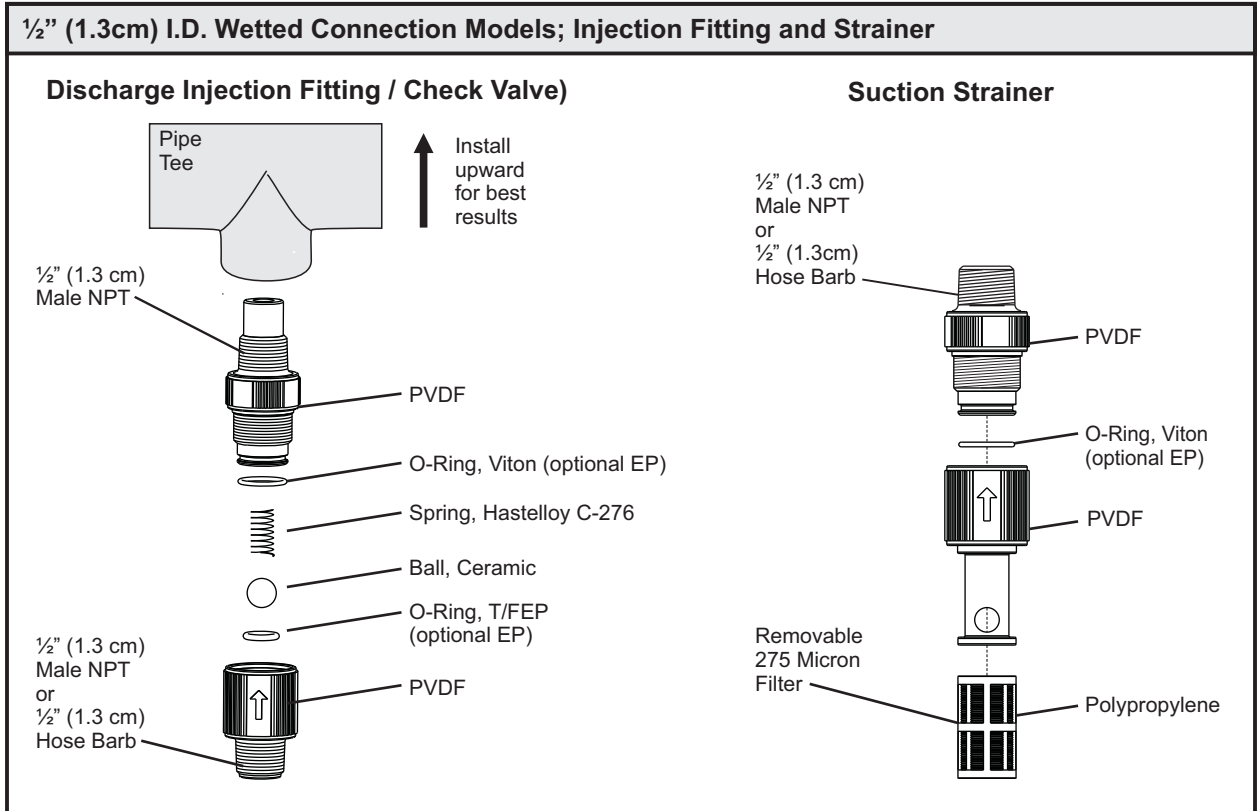 ½” (1.3cm) I.D. Wetted Connection Models; Injection Fitting and Strainer
Discharge Injection Fitting / Check Valve)
Pipe
Tee
Install
upward
for best
results
½” (1.3 cm)
Male NPT
PVDF
O-Ring, Viton (optional EP)
Spring, Hastelloy C-276
Ball, Ceramic
O-Ring, T/FEP
(optional EP)
½” (1.3 cm)
Male NPT
or
½” (1.3 cm)
Hose Barb
PVDF
Suction Strainer
½” (1.3 cm)
Male NPT
or
½” (1.3cm)
Hose Barb
PVDF
O-Ring, Viton
(optional EP)
PVDF
Removable
275 Micron
Filter
Polypropylene